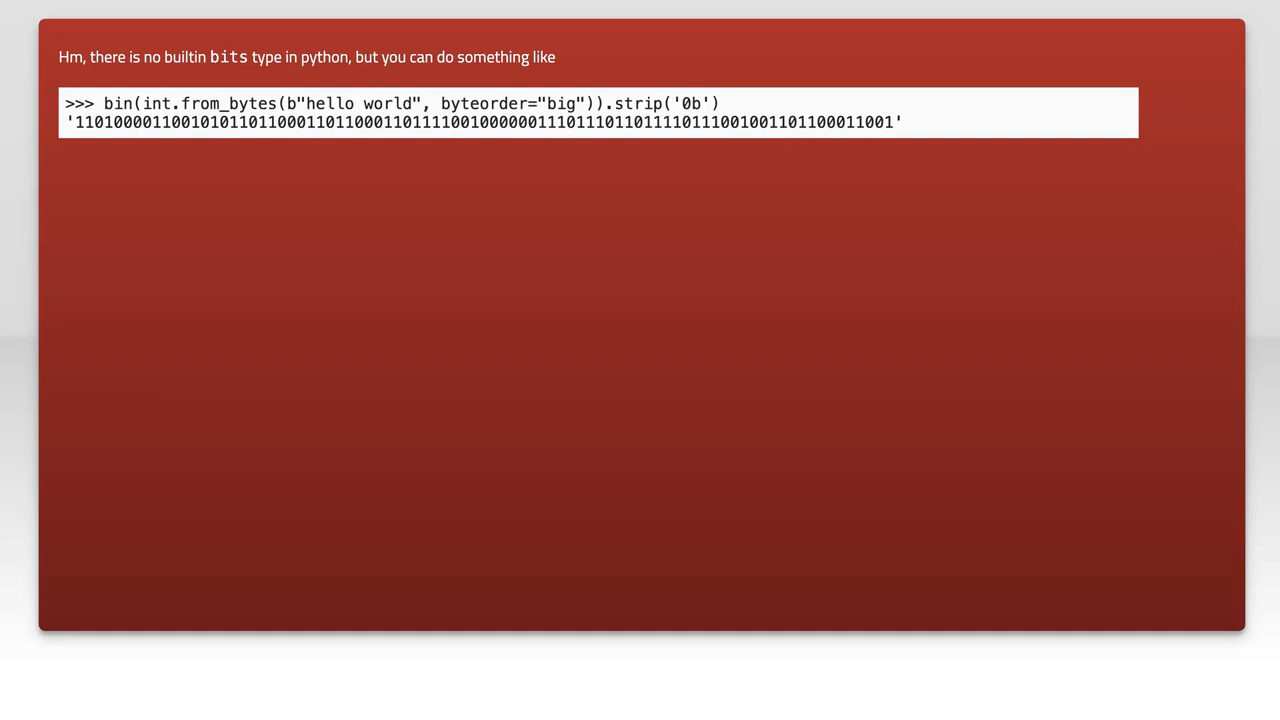 Hm, there is no builtin bits type in python, but you can do something like
>>> bin(int.from_bytes(b"hello world", byteorder="big")).strip('0b')
'1101000011001010110110001101100011011110010000001110111011011110111001001101100011001'